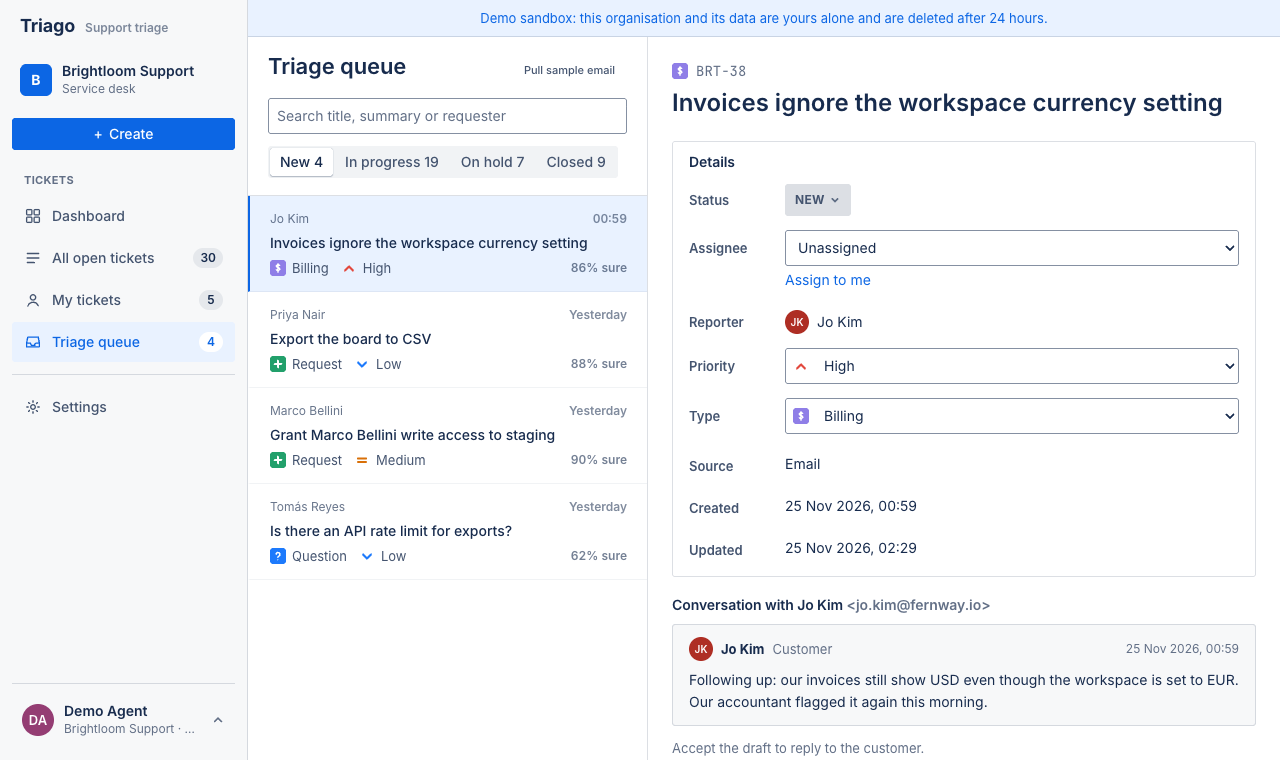 Triago Support triage
B Brightloom Support
Service desk
+ Create
TICKETS
Dashboard
All open tickets 30
My tickets 5
Triage queue 4
Settings
DA Demo Agent
Brightloom Support · ...
Demo sandbox: this organisation and its data are yours alone and are deleted after 24 hours.
Triage queue Pull sample email
Search title, summary or requester
New 4 In progress 19 On hold 7 Closed 9
Jo Kim 00:59
Invoices ignore the workspace currency setting
$ Billing High 86% sure
Priya Nair Yesterday
Export the board to CSV
Request Low 88% sure
Marco Bellini Yesterday
Grant Marco Bellini write access to staging
Request Medium 90% sure
Tomás Reyes Yesterday
Is there an API rate limit for exports?
? Question Low 62% sure
$ BRT-38
Invoices ignore the workspace currency setting
Details
Status NEW
Assignee Unassigned
Assign to me
Reporter JK Jo Kim
Priority High
Type $ Billing
Source Email
Created 25 Nov 2026, 00:59
Updated 25 Nov 2026, 02:29
Conversation with Jo Kim <jo.kim@fernway.io>
JK Jo Kim Customer 25 Nov 2026, 00:59
Following up: our invoices still show USD even though the workspace is set to EUR.
Our accountant flagged it again this morning.
Accept the draft to reply to the customer.